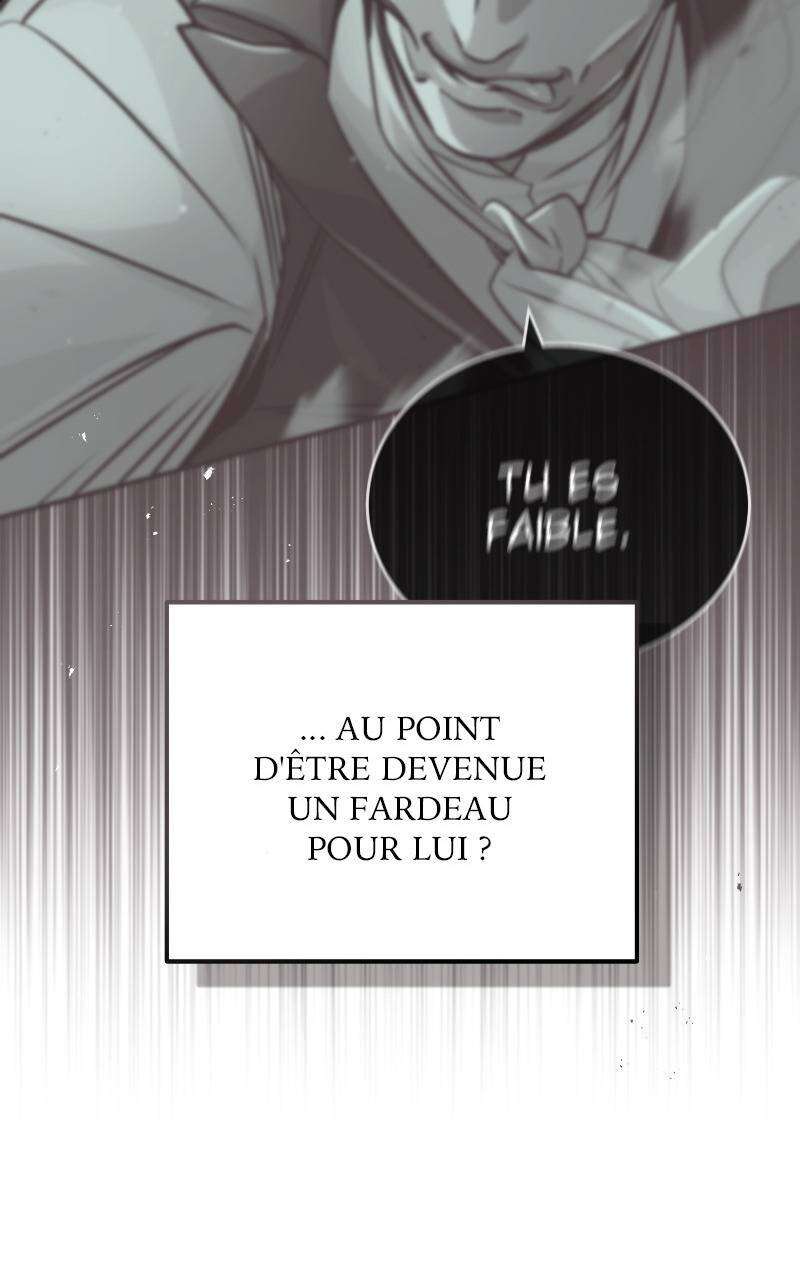 TU ES
FAIBLE,
... AU POINT
D'ÊTRE DEVENUE
UN FARDEAU
POUR LUI ?